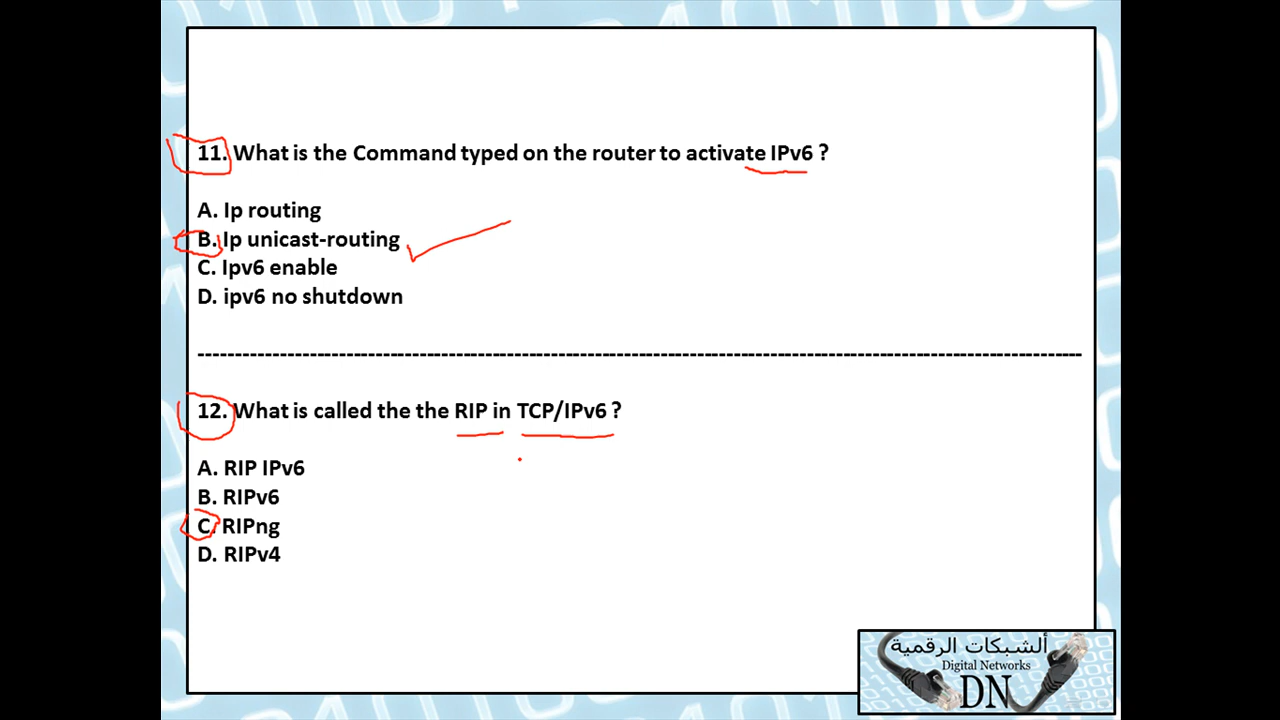 11. What is the Command typed on the router to activate IPv6 ?
A. Ip routing
B. Ip unicast-routing
C. Ipv6 enable
D. ipv6 no shutdown
--------------------------------------------------------------------------------
12. What is called the the RIP in TCP/IPv6 ?
A. RIP IPv6
B. RIPv6
C. RIPng
D. RIPv4
ألشبكات الرقمية
Digital Networks
DN